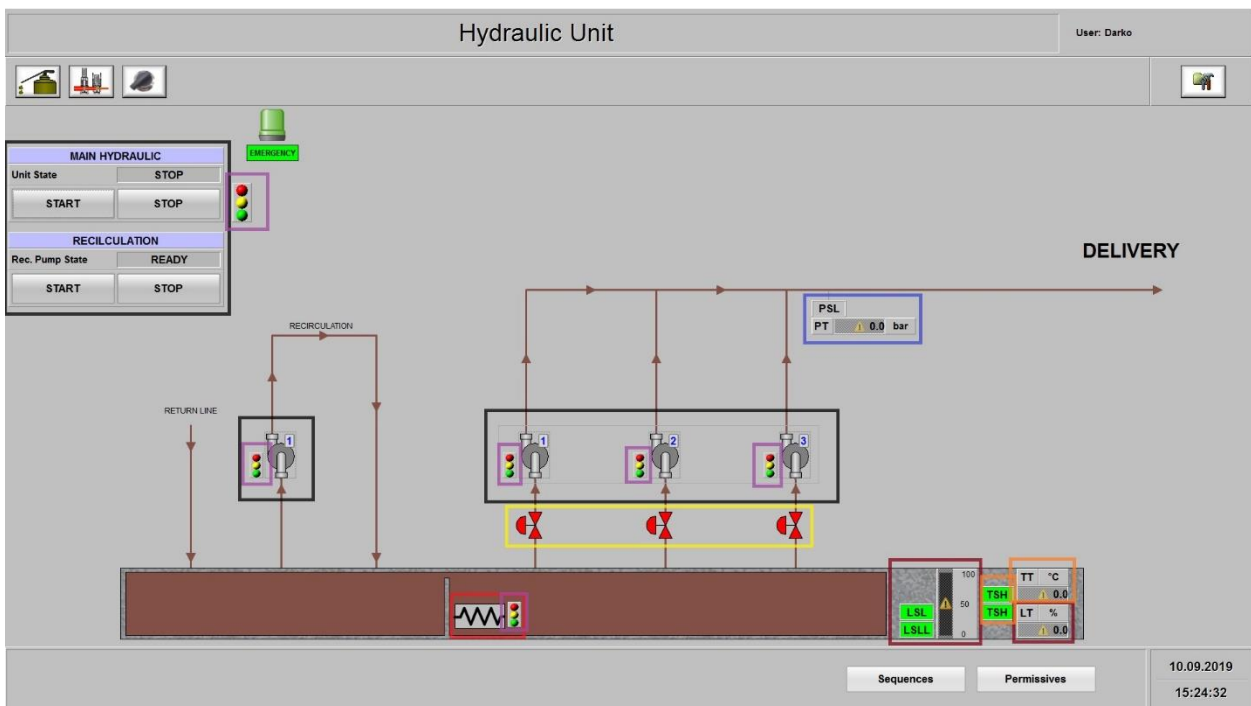 Hydraulic Unit
User: Darko
EMERGENCY
MAIN HYDRAULIC
Unit State STOP
START STOP
RECILCULATION
Rec. Pump State READY
START STOP
DELIVERY
PSL
PT 0.0 bar
RECIRCULATION
RETURN LINE
1
1
2
3
100
50
0
LSL
LSLL
TSH
TSH
TT °C
0.0
LT %
0.0
Sequences
Permissives
10.09.2019
15:24:32